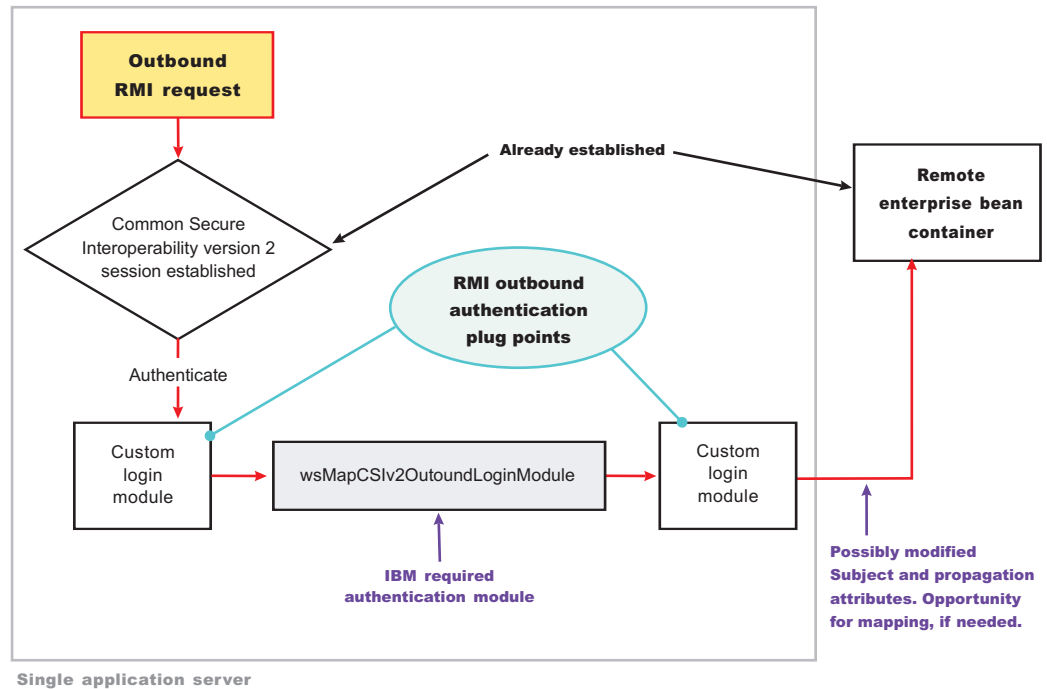 Outbound
RMI request
Already established
Remote
enterprise bean
container
Common Secure
Interoperability version 2
session established
RMI outbound
authentication
plug points
Authenticate
Custom
login
module
wsMapCSIv2OutoundLoginModule
Custom
login
module
IBM required
authentication module
Possibly modified
Subject and propagation
attributes. Opportunity
for mapping, if needed.
Single application server